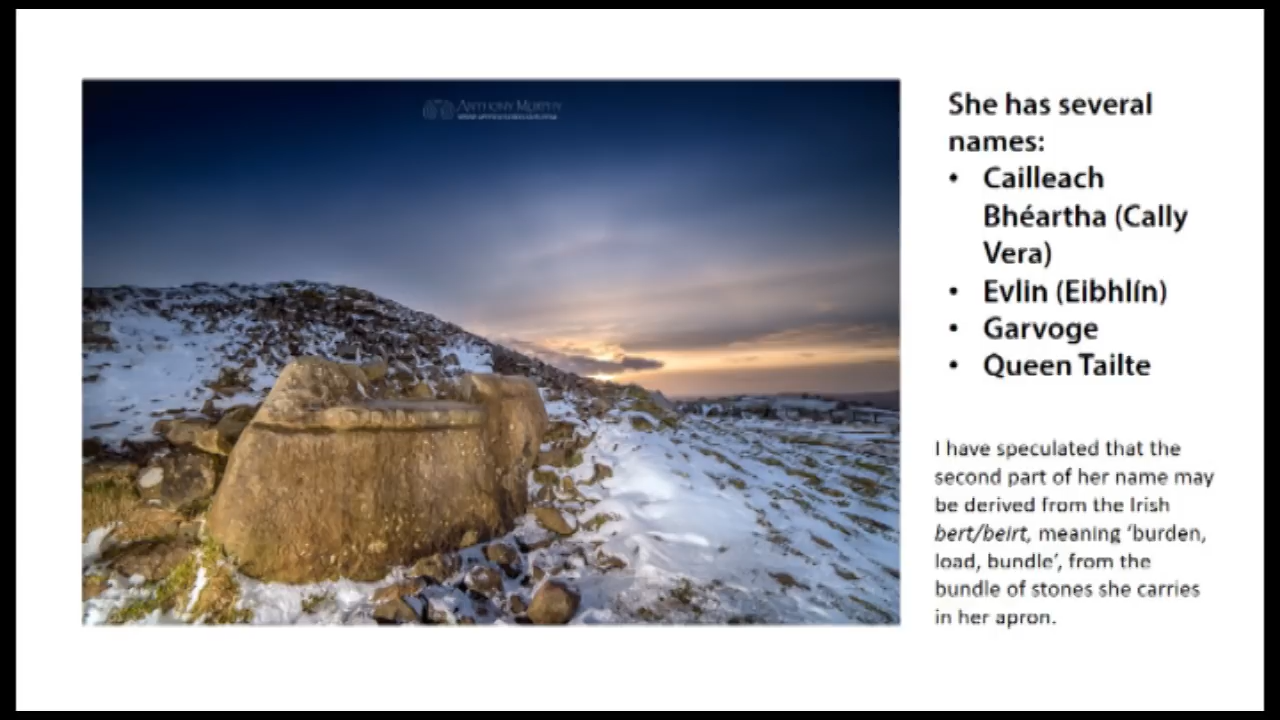 ANTHONY MURPHY
She has several
names:
• Cailleach
Bhéartha (Cally
Vera)
• Evlin (Eibhlín)
• Garvoge
• Queen Tailte
I have speculated that the
second part of her name may
be derived from the Irish
bert/beirt, meaning ‘burden,
load, bundle’, from the
bundle of stones she carries
in her apron.